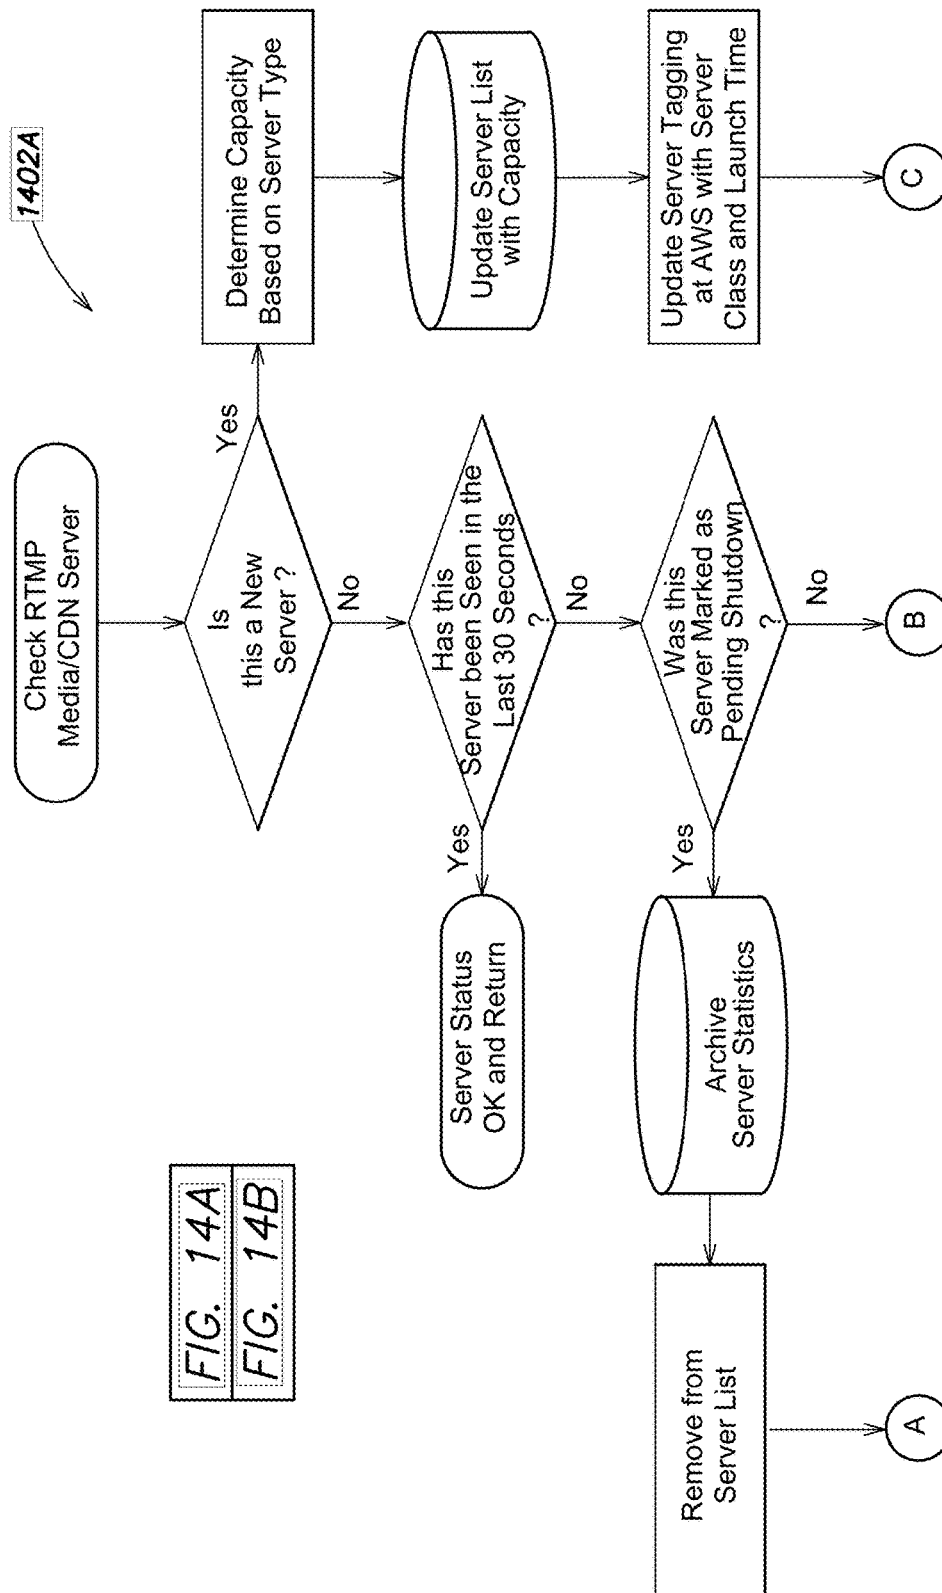 1402A
Check RTMP
Media/CDN Server
Is
this a New
Server ?
Yes
No
Determine Capacity
Based on Server Type
Update Server List
with Capacity
Update Server Tagging
at AWS with Server
Class and Launch Time
C
Has this
Server been Seen in the
Last 30 Seconds
?
Yes
No
Server Status
OK and Return
Was this
Server Marked as
Pending Shutdown
?
Yes
No
B
Archive
Server Statistics
Remove from
Server List
A
FIG. 14A
FIG. 14B